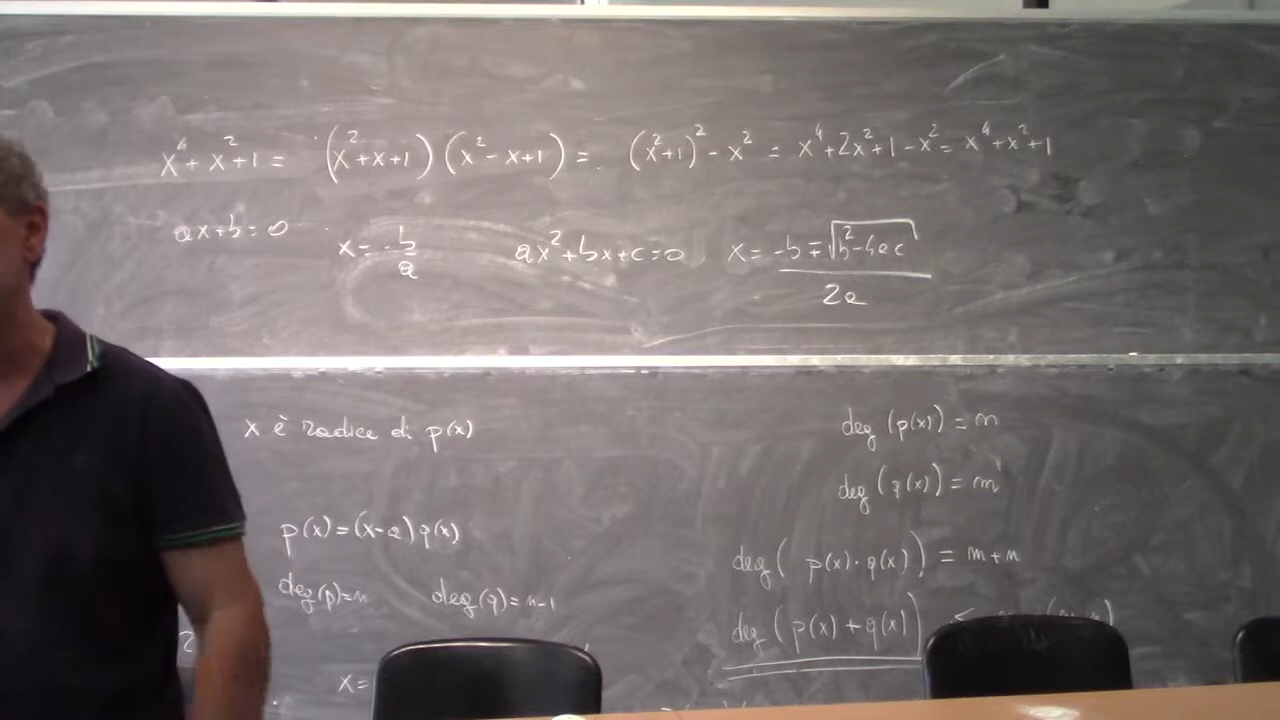 x⁴+x²+1 = (x²+x+1)(x²-x+1) = (x²+1)²-x² = x⁴+2x²+1-x² = x⁴+x²+1
ax+b=0 x=-b/a ax²+bx+c=0 x=(-b∓√(b²-4ac))/2a
x è radice di p(x)
p(x)=(x-a)q(x)
deg(p)=n deg(q)=n-1
2
x=
deg(p(x))=n
deg(q(x))=m
deg(p(x)·q(x))=m+n
deg(p(x)+q(x)) ≤